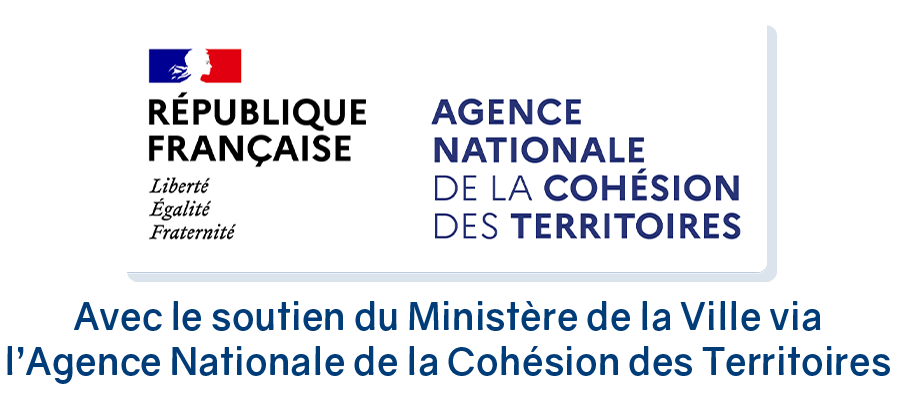 RÉPUBLIQUE
FRANÇAISE
Liberté
Égalité
Fraternité
AGENCE
NATIONALE
DE LA COHÉSION
DES TERRITOIRES
Avec le soutien du Ministère de la Ville via
l’Agence Nationale de la Cohésion des Territoires